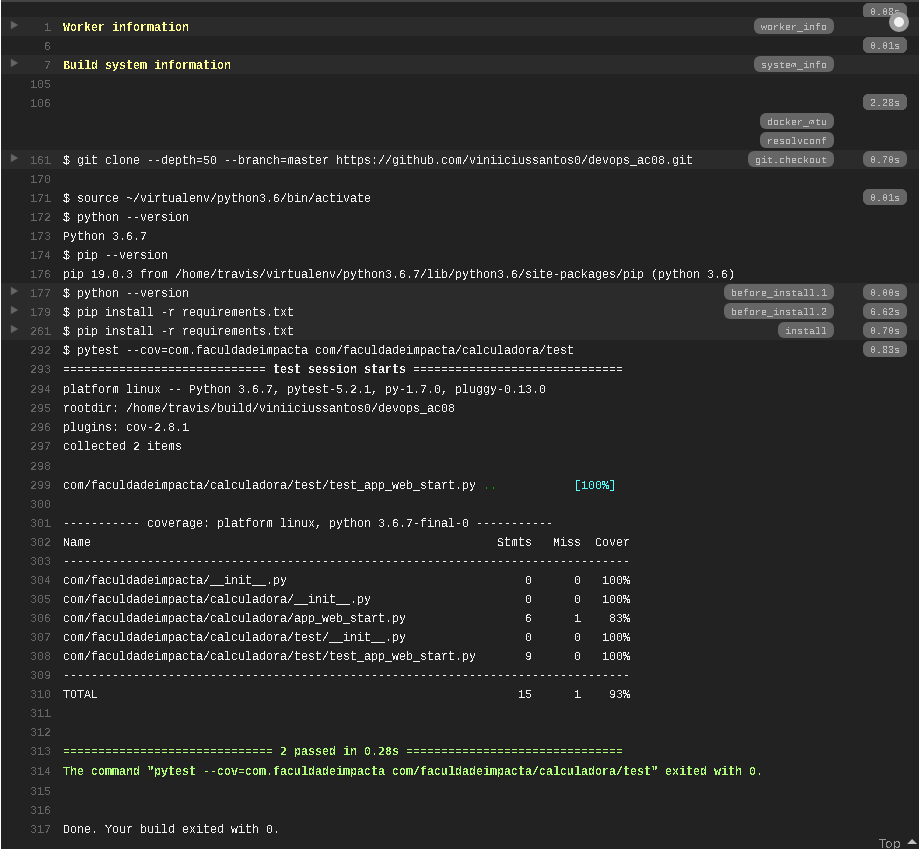 0.08s
1 Worker information worker_info
6 0.01s
7 Build system information system_info
105
106 2.28s
docker_mtu
resolvconf
161 $ git clone --depth=50 --branch=master https://github.com/viniiciussantos0/devops_ac08.git git.checkout 0.70s
170
171 $ source ~/virtualenv/python3.6/bin/activate 0.01s
172 $ python --version
173 Python 3.6.7
174 $ pip --version
176 pip 19.0.3 from /home/travis/virtualenv/python3.6.7/lib/python3.6/site-packages/pip (python 3.6)
177 $ python --version before_install.1 0.00s
179 $ pip install -r requirements.txt before_install.2 6.62s
261 $ pip install -r requirements.txt install 0.70s
292 $ pytest --cov=com.faculdadeimpacta com/faculdadeimpacta/calculadora/test 0.83s
293 ============================= test session starts ==============================
294 platform linux -- Python 3.6.7, pytest-5.2.1, py-1.7.0, pluggy-0.13.0
295 rootdir: /home/travis/build/viniiciussantos0/devops_ac08
296 plugins: cov-2.8.1
297 collected 2 items
298
299 com/faculdadeimpacta/calculadora/test/test_app_web_start.py .. [100%]
300
301 ----------- coverage: platform linux, python 3.6.7-final-0 -----------
302 Name Stmts Miss Cover
303 ---------------------------------------------------------------------------------
304 com/faculdadeimpacta/__init__.py 0 0 100%
305 com/faculdadeimpacta/calculadora/__init__.py 0 0 100%
306 com/faculdadeimpacta/calculadora/app_web_start.py 6 1 83%
307 com/faculdadeimpacta/calculadora/test/__init__.py 0 0 100%
308 com/faculdadeimpacta/calculadora/test/test_app_web_start.py 9 0 100%
309 ---------------------------------------------------------------------------------
310 TOTAL 15 1 93%
311
312
313 ============================== 2 passed in 0.28s ===============================
314 The command "pytest --cov=com.faculdadeimpacta com/faculdadeimpacta/calculadora/test" exited with 0.
315
316
317 Done. Your build exited with 0.
Top